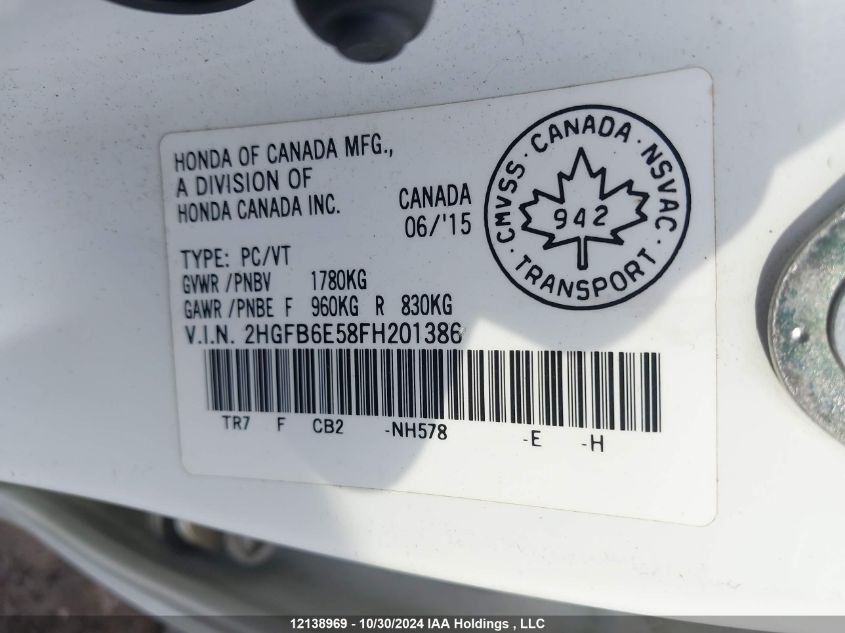 HONDA OF CANADA MFG.,
A DIVISION OF
HONDA CANADA INC.
CANADA
06/'15
CMVSS · CANADA · NSVAC
942
· TRANSPORT ·
TYPE: PC/VT
GVWR /PNBV 1780KG
GAWR /PNBE F 960KG R 830KG
V.I.N. 2HGFB6E58FH201386
TR7 F CB2 -NH578 -E -H
12138969 - 10/30/2024 IAA Holdings , LLC